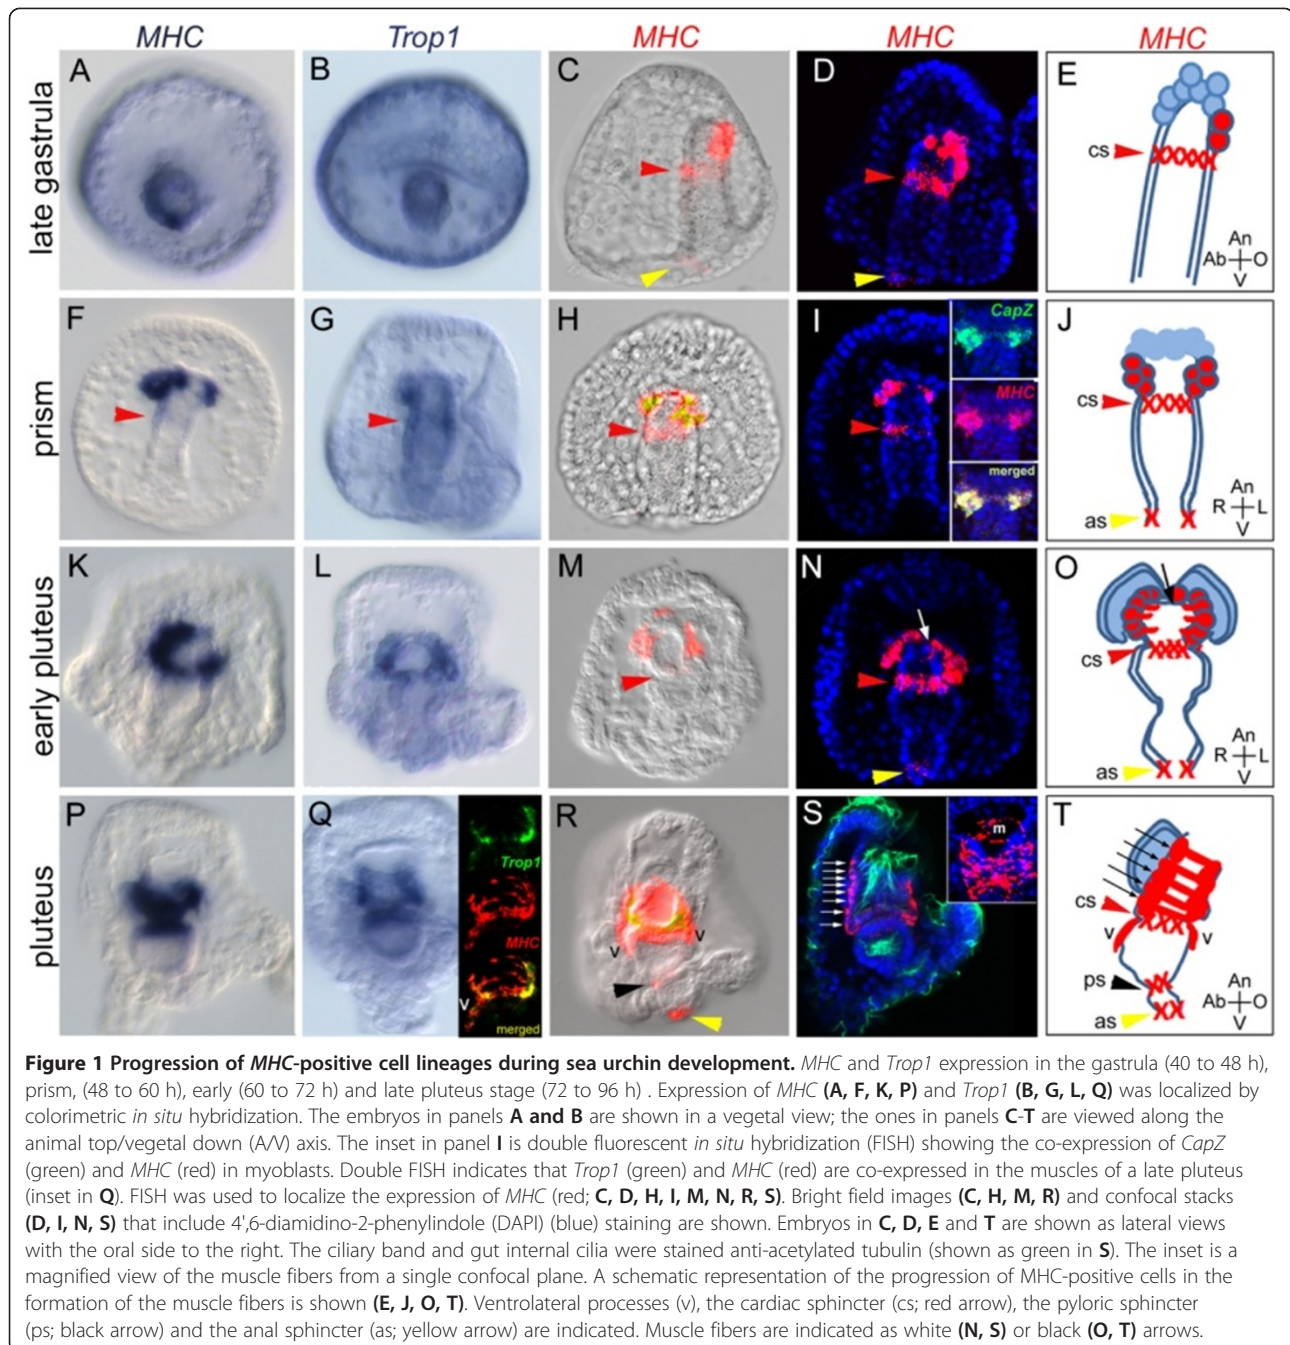 MHC Trop1 MHC MHC MHC
late gastrula
A B C D E
cs
An
Ab O
V
prism
F G H I J
CapZ
MHC
merged
cs
An
R L
V
as
early pluteus
K L M N O
cs
An
R L
V
as
pluteus
P Q R S T
Trop1
MHC
v
merged
v v
m
cs
v v
ps
An
Ab O
V
as
Figure 1 Progression of MHC-positive cell lineages during sea urchin development. MHC and Trop1 expression in the gastrula (40 to 48 h),
prism, (48 to 60 h), early (60 to 72 h) and late pluteus stage (72 to 96 h) . Expression of MHC (A, F, K, P) and Trop1 (B, G, L, Q) was localized by
colorimetric in situ hybridization. The embryos in panels A and B are shown in a vegetal view; the ones in panels C-T are viewed along the
animal top/vegetal down (A/V) axis. The inset in panel I is double fluorescent in situ hybridization (FISH) showing the co-expression of CapZ
(green) and MHC (red) in myoblasts. Double FISH indicates that Trop1 (green) and MHC (red) are co-expressed in the muscles of a late pluteus
(inset in Q). FISH was used to localize the expression of MHC (red; C, D, H, I, M, N, R, S). Bright field images (C, H, M, R) and confocal stacks
(D, I, N, S) that include 4',6-diamidino-2-phenylindole (DAPI) (blue) staining are shown. Embryos in C, D, E and T are shown as lateral views
with the oral side to the right. The ciliary band and gut internal cilia were stained anti-acetylated tubulin (shown as green in S). The inset is a
magnified view of the muscle fibers from a single confocal plane. A schematic representation of the progression of MHC-positive cells in the
formation of the muscle fibers is shown (E, J, O, T). Ventrolateral processes (v), the cardiac sphincter (cs; red arrow), the pyloric sphincter
(ps; black arrow) and the anal sphincter (as; yellow arrow) are indicated. Muscle fibers are indicated as white (N, S) or black (O, T) arrows.